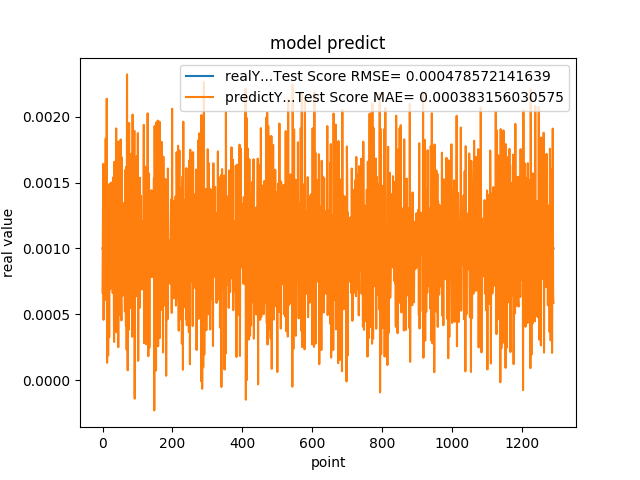 model predict
realY...Test Score RMSE= 0.000478572141639
predictY...Test Score MAE= 0.000383156030575
0.0020
0.0015
0.0010
0.0005
0.0000
real value
0 200 400 600 800 1000 1200
point